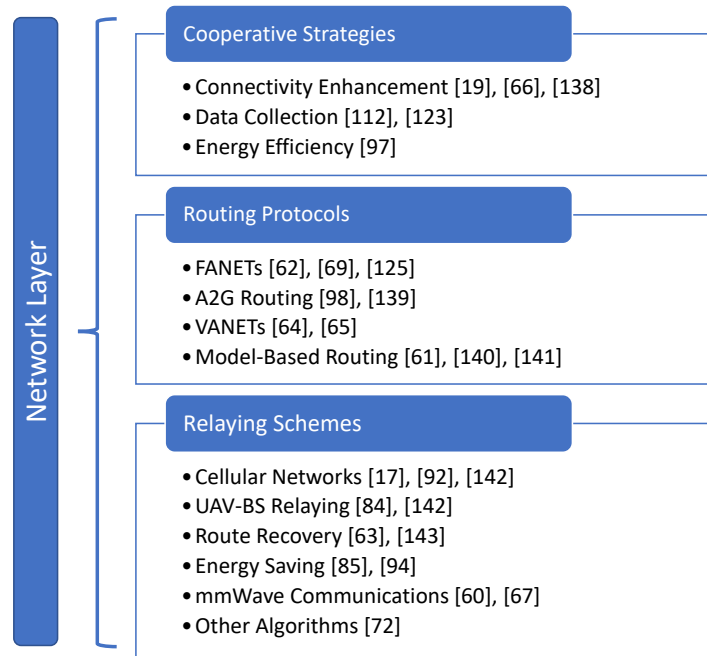 Network Layer
Cooperative Strategies
• Connectivity Enhancement [19], [66], [138]
• Data Collection [112], [123]
• Energy Efficiency [97]
Routing Protocols
• FANETs [62], [69], [125]
• A2G Routing [98], [139]
• VANETs [64], [65]
• Model-Based Routing [61], [140], [141]
Relaying Schemes
• Cellular Networks [17], [92], [142]
• UAV-BS Relaying [84], [142]
• Route Recovery [63], [143]
• Energy Saving [85], [94]
• mmWave Communications [60], [67]
• Other Algorithms [72]